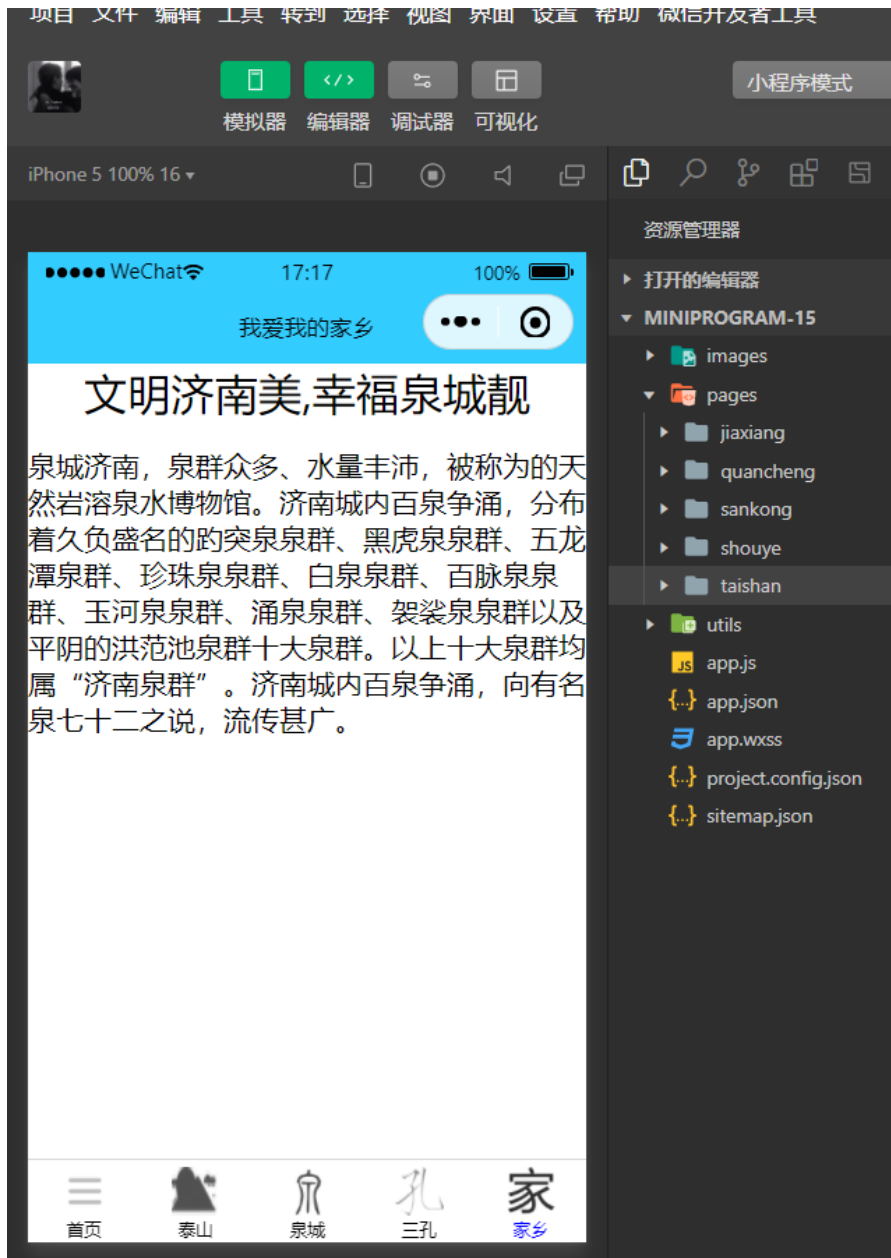 项目 文件 编辑 工具 转到 选择 视图 界面 设置 帮助 微信开发者工具
模拟器 编辑器 调试器 可视化
小程序模式
iPhone 5 100% 16
WeChat 17:17 100%
我爱我的家乡
文明济南美,幸福泉城靓
泉城济南，泉群众多、水量丰沛，被称为的天
然岩溶泉水博物馆。济南城内百泉争涌，分布
着久负盛名的趵突泉泉群、黑虎泉泉群、五龙
潭泉群、珍珠泉泉群、白泉泉群、百脉泉泉
群、玉河泉泉群、涌泉泉群、袈裟泉泉群以及
平阴的洪范池泉群十大泉群。以上十大泉群均
属“济南泉群”。济南城内百泉争涌，向有名
泉七十二之说，流传甚广。
泉 孔 家
首页 泰山 泉城 三孔 家乡
资源管理器
打开的编辑器
MINIPROGRAM-15
images
pages
jiaxiang
quancheng
sankong
shouye
taishan
utils
JS app.js
{..} app.json
app.wxss
{..} project.config.json
{..} sitemap.json